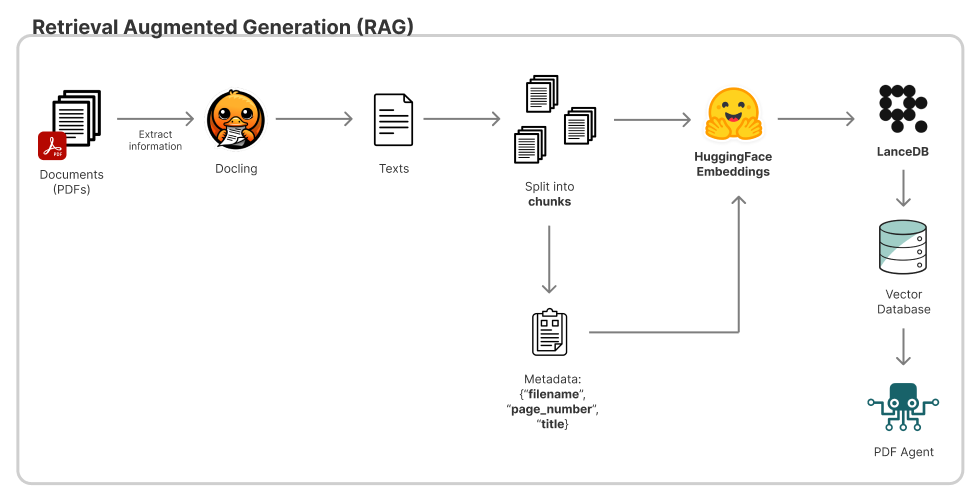 Retrieval Augmented Generation (RAG)
PDF
Documents
(PDFs)
Extract
information
Docling
Texts
Split into
chunks
HuggingFace
Embeddings
LanceDB
Vector
Database
Metadata:
{“filename”,
“page_number”,
“title}
PDF Agent